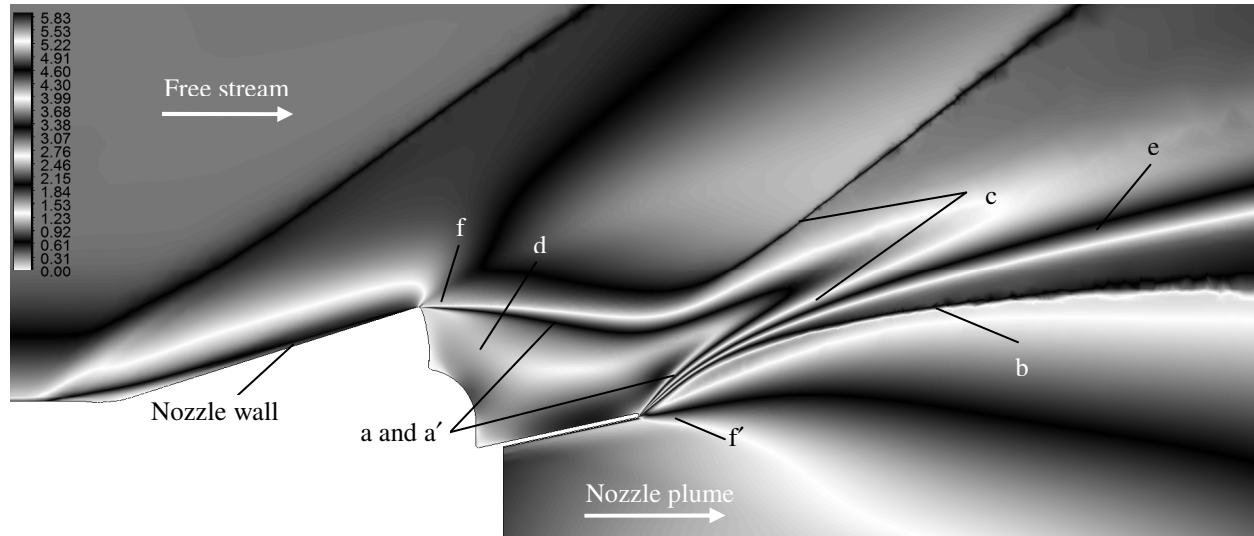 5.83
5.53
5.22
4.91
4.60
4.30
3.99
3.68
3.38
3.07
2.76
2.46
2.15
1.84
1.53
1.23
0.92
0.61
0.31
0.00
Free stream
e
c
f
d
b
Nozzle wall
a and a′
f′
Nozzle plume